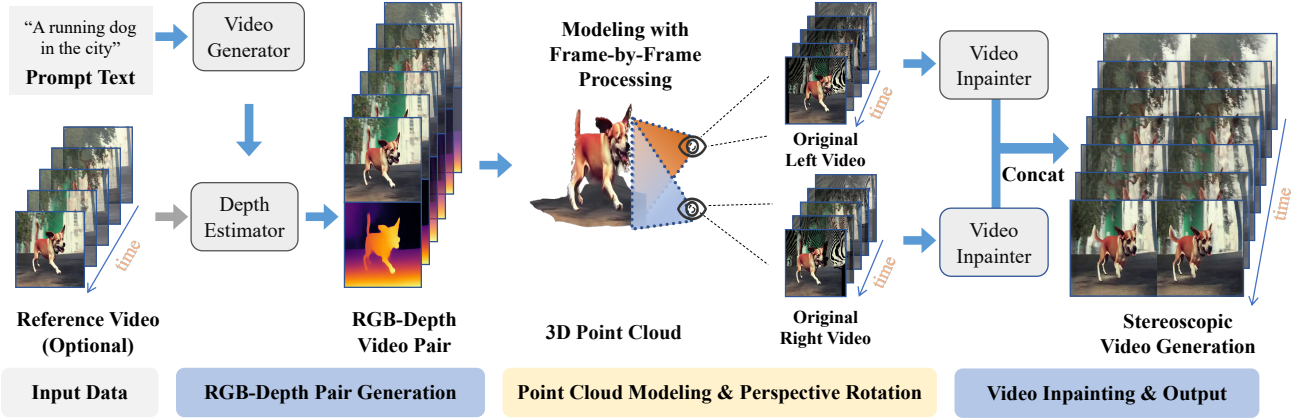 “A running dog
in the city”
Prompt Text
Video
Generator
time
Reference Video
(Optional)
Depth
Estimator
RGB-Depth
Video Pair
Modeling with
Frame-by-Frame
Processing
3D Point Cloud
time
Original
Left Video
time
Original
Right Video
Video
Inpainter
Concat
Video
Inpainter
time
Stereoscopic
Video Generation
Input Data
RGB-Depth Pair Generation
Point Cloud Modeling & Perspective Rotation
Video Inpainting & Output